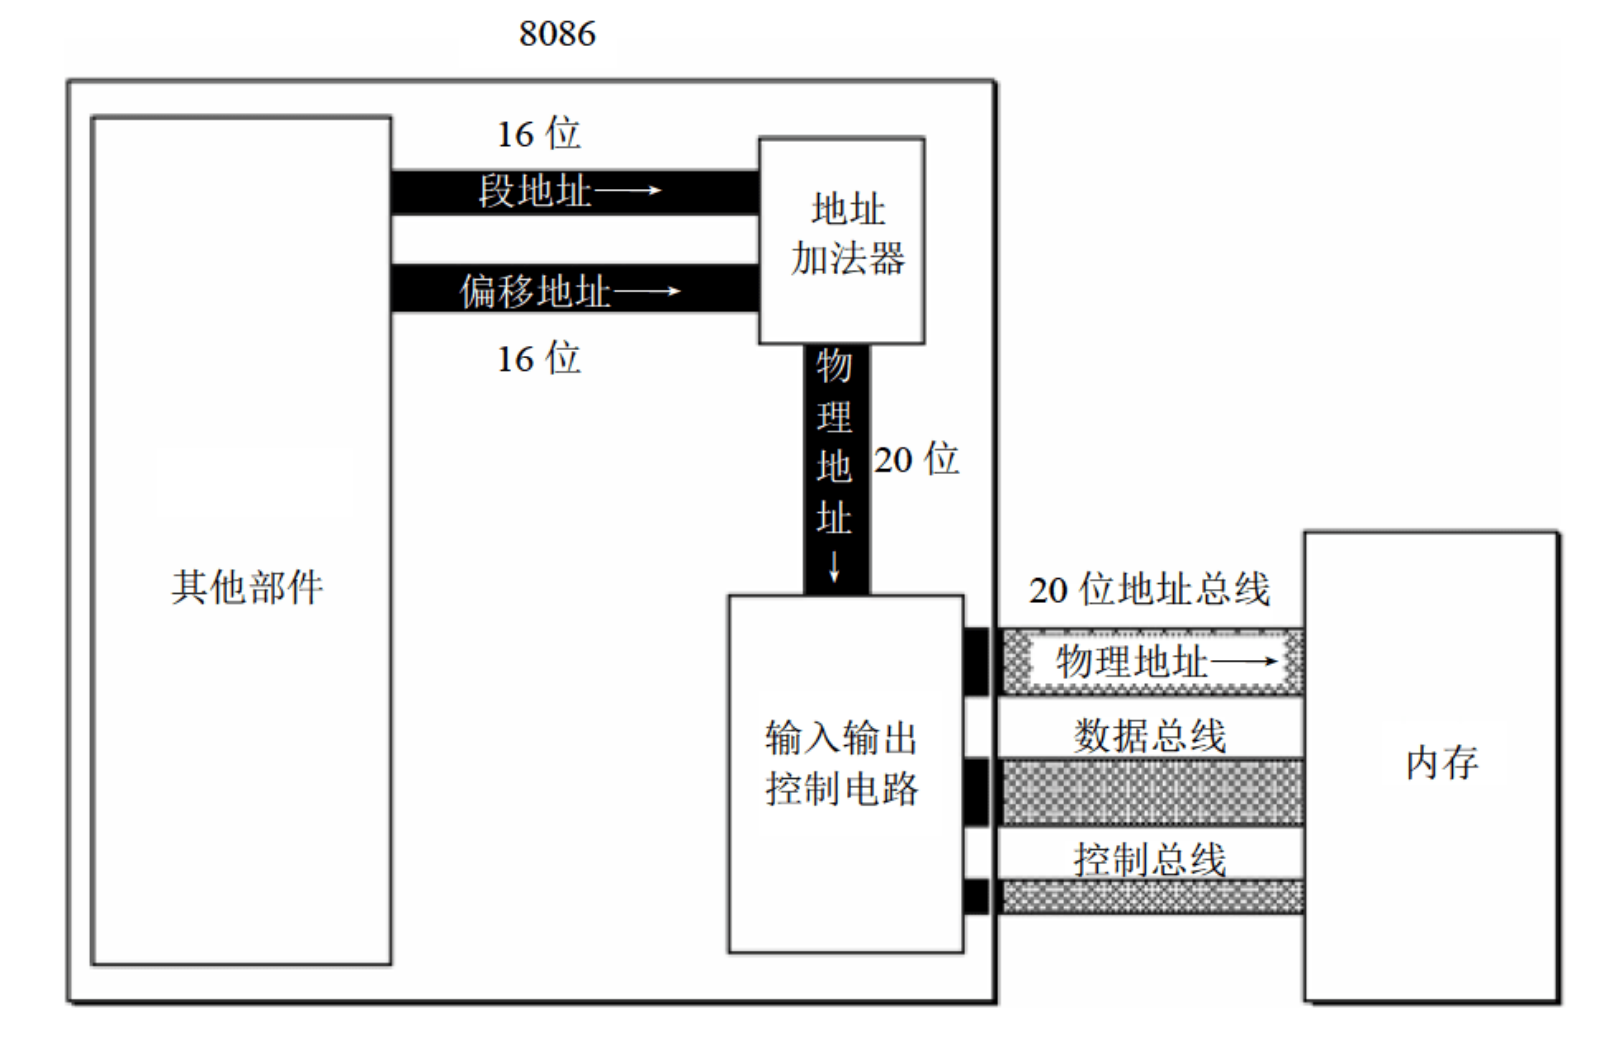 8086
16 位
段地址
地址
加法器
偏移地址
16 位
物
理
地
址
20 位
其他部件
20 位地址总线
物理地址
输入输出
控制电路
数据总线
内存
控制总线